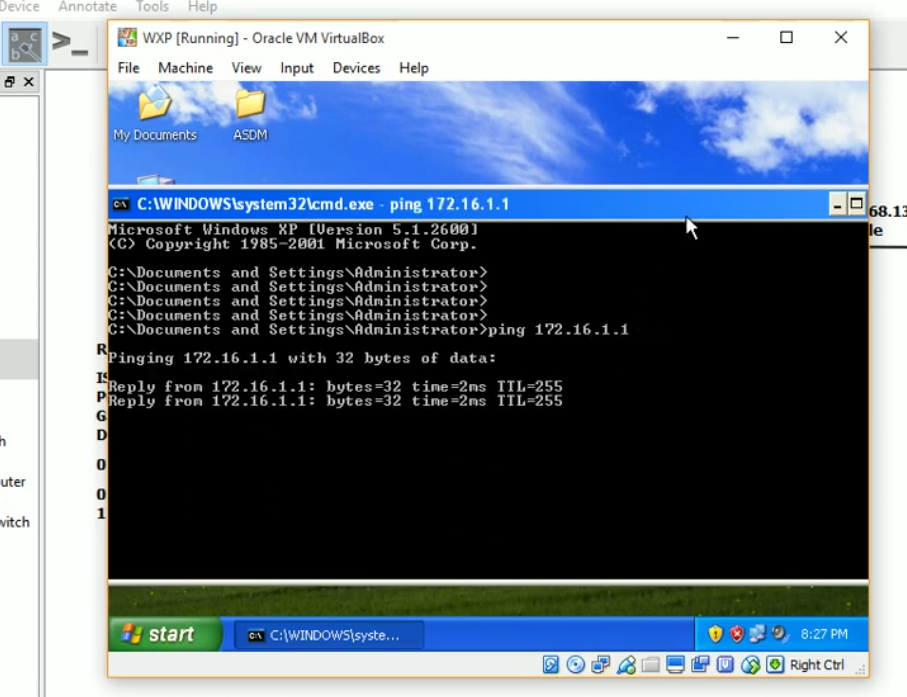 Device Annotate Tools Help
WXP [Running] - Oracle VM VirtualBox
File Machine View Input Devices Help
My Documents ASDM
C:\WINDOWS\system32\cmd.exe - ping 172.16.1.1
68.13
le
Microsoft Windows XP [Version 5.1.2600]
(C) Copyright 1985-2001 Microsoft Corp.
C:\Documents and Settings\Administrator>
C:\Documents and Settings\Administrator>
C:\Documents and Settings\Administrator>
C:\Documents and Settings\Administrator>
C:\Documents and Settings\Administrator>ping 172.16.1.1
R
Pinging 172.16.1.1 with 32 bytes of data:
IS
Reply from 172.16.1.1: bytes=32 time=2ms TTL=255
P
Reply from 172.16.1.1: bytes=32 time=2ms TTL=255
G
D
h
0
uter
0
1
witch
start C:\WINDOWS\syste... 8:27 PM
Right Ctrl